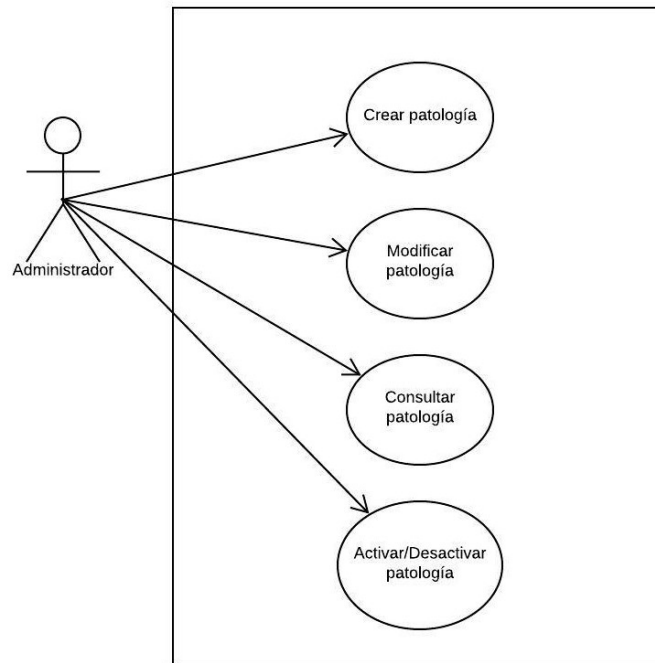 Crear patología
Administrador
Modificar
patología
Consultar
patología
Activar/Desactivar
patología